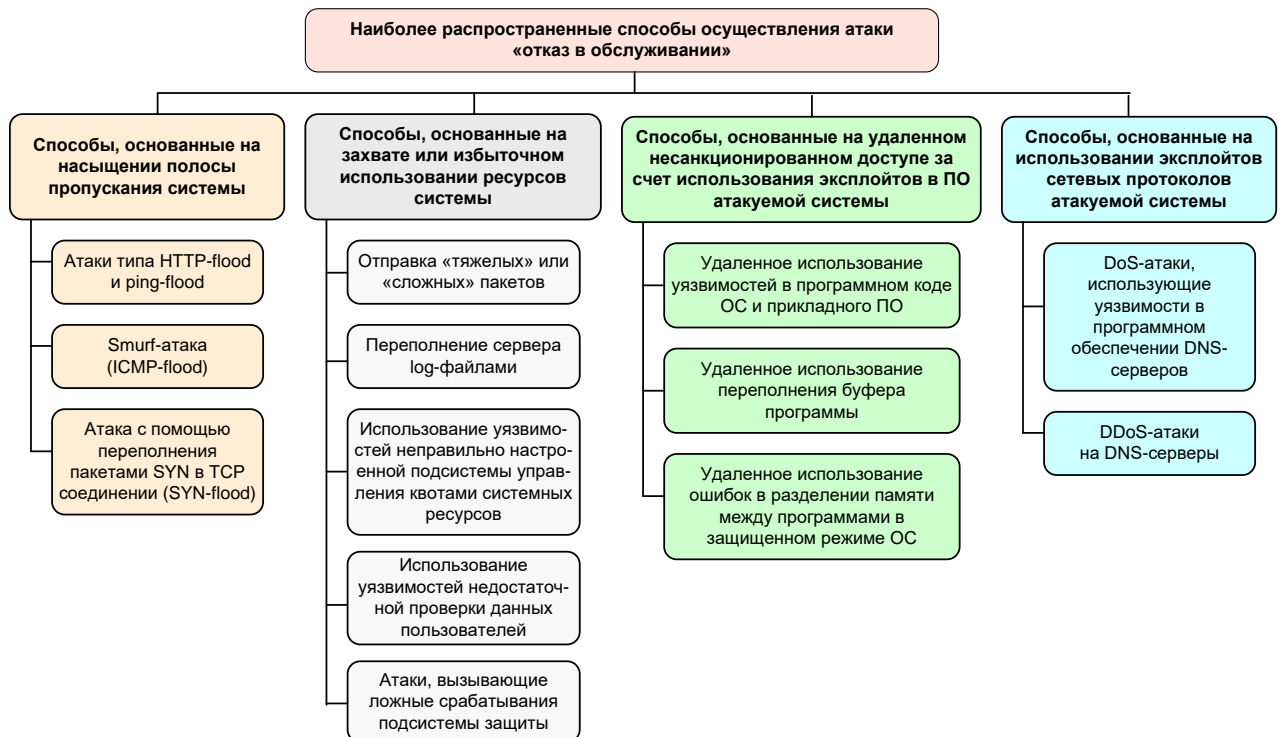 Наиболее распространенные способы осуществления атаки
«отказ в обслуживании»
Способы, основанные на
насыщении полосы
пропускания системы
Атаки типа HTTP-flood
и ping-flood
Smurf-атака
(ICMP-flood)
Атака с помощью
переполнения
пакетами SYN в TCP
соединении (SYN-flood)
Способы, основанные на
захвате или избыточном
использовании ресурсов
системы
Отправка «тяжелых» или
«сложных» пакетов
Переполнение сервера
log-файлами
Использование уязвимо-
стей неправильно настро-
енной подсистемы управ-
ления квотами системных
ресурсов
Использование
уязвимостей недостаточ-
ной проверки данных
пользователей
Атаки, вызывающие
ложные срабатывания
подсистемы защиты
Способы, основанные на удаленном
несанкционированном доступе за
счет использования эксплойтов в ПО
атакуемой системы
Удаленное использование
уязвимостей в программном коде
ОС и прикладного ПО
Удаленное использование
переполнения буфера
программы
Удаленное использование
ошибок в разделении памяти
между программами в
защищенном режиме ОС
Способы, основанные на
использовании эксплойтов
сетевых протоколов
атакуемой системы
DoS-атаки,
использующие
уязвимости в
программном
обеспечении DNS-
серверов
DDoS-атаки
на DNS-серверы